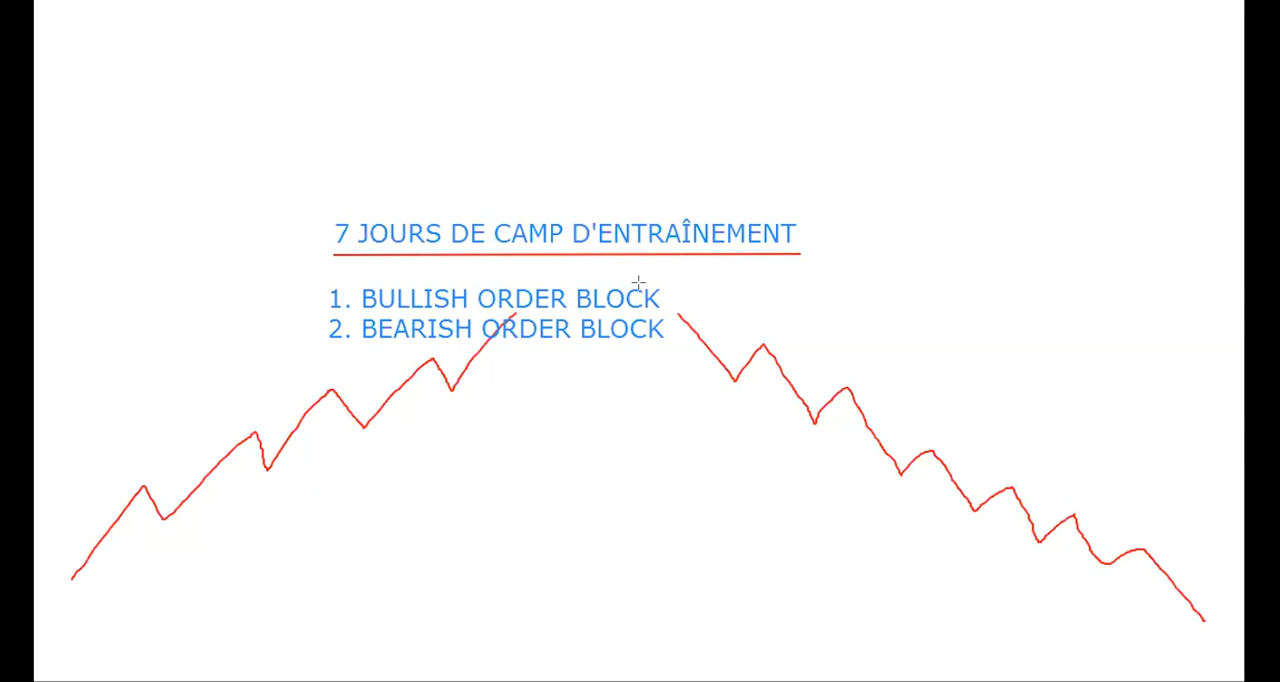 7 JOURS DE CAMP D'ENTRAÎNEMENT
1. BULLISH ORDER BLOCK
2. BEARISH ORDER BLOCK